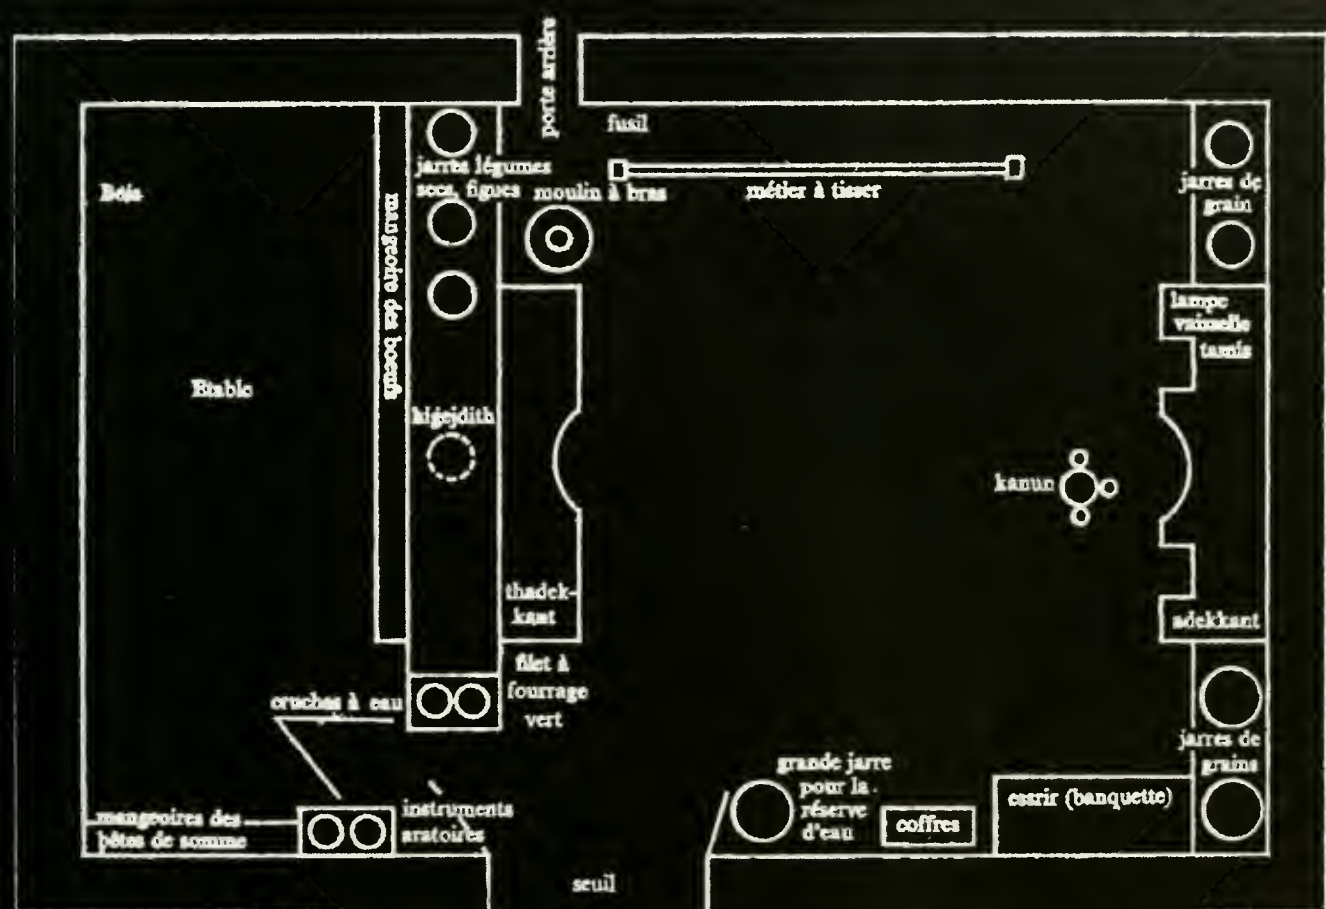 porte arrière
fusil
Bois
jarres légumes
secs, figues
moulin à bras
métier à tisser
jarres de
grain
mangeoire des boeufs
lampe
vaisselle
tamis
Etable
higejdith
kanun
thadek-
kant
adekkant
filet à
fourrage
vert
cruches à eau
jarres de
grains
grande jarre
pour la
réserve
d'eau
coffres
essrir (banquette)
mangeoires des
bêtes de somme
instruments
aratoires
seuil